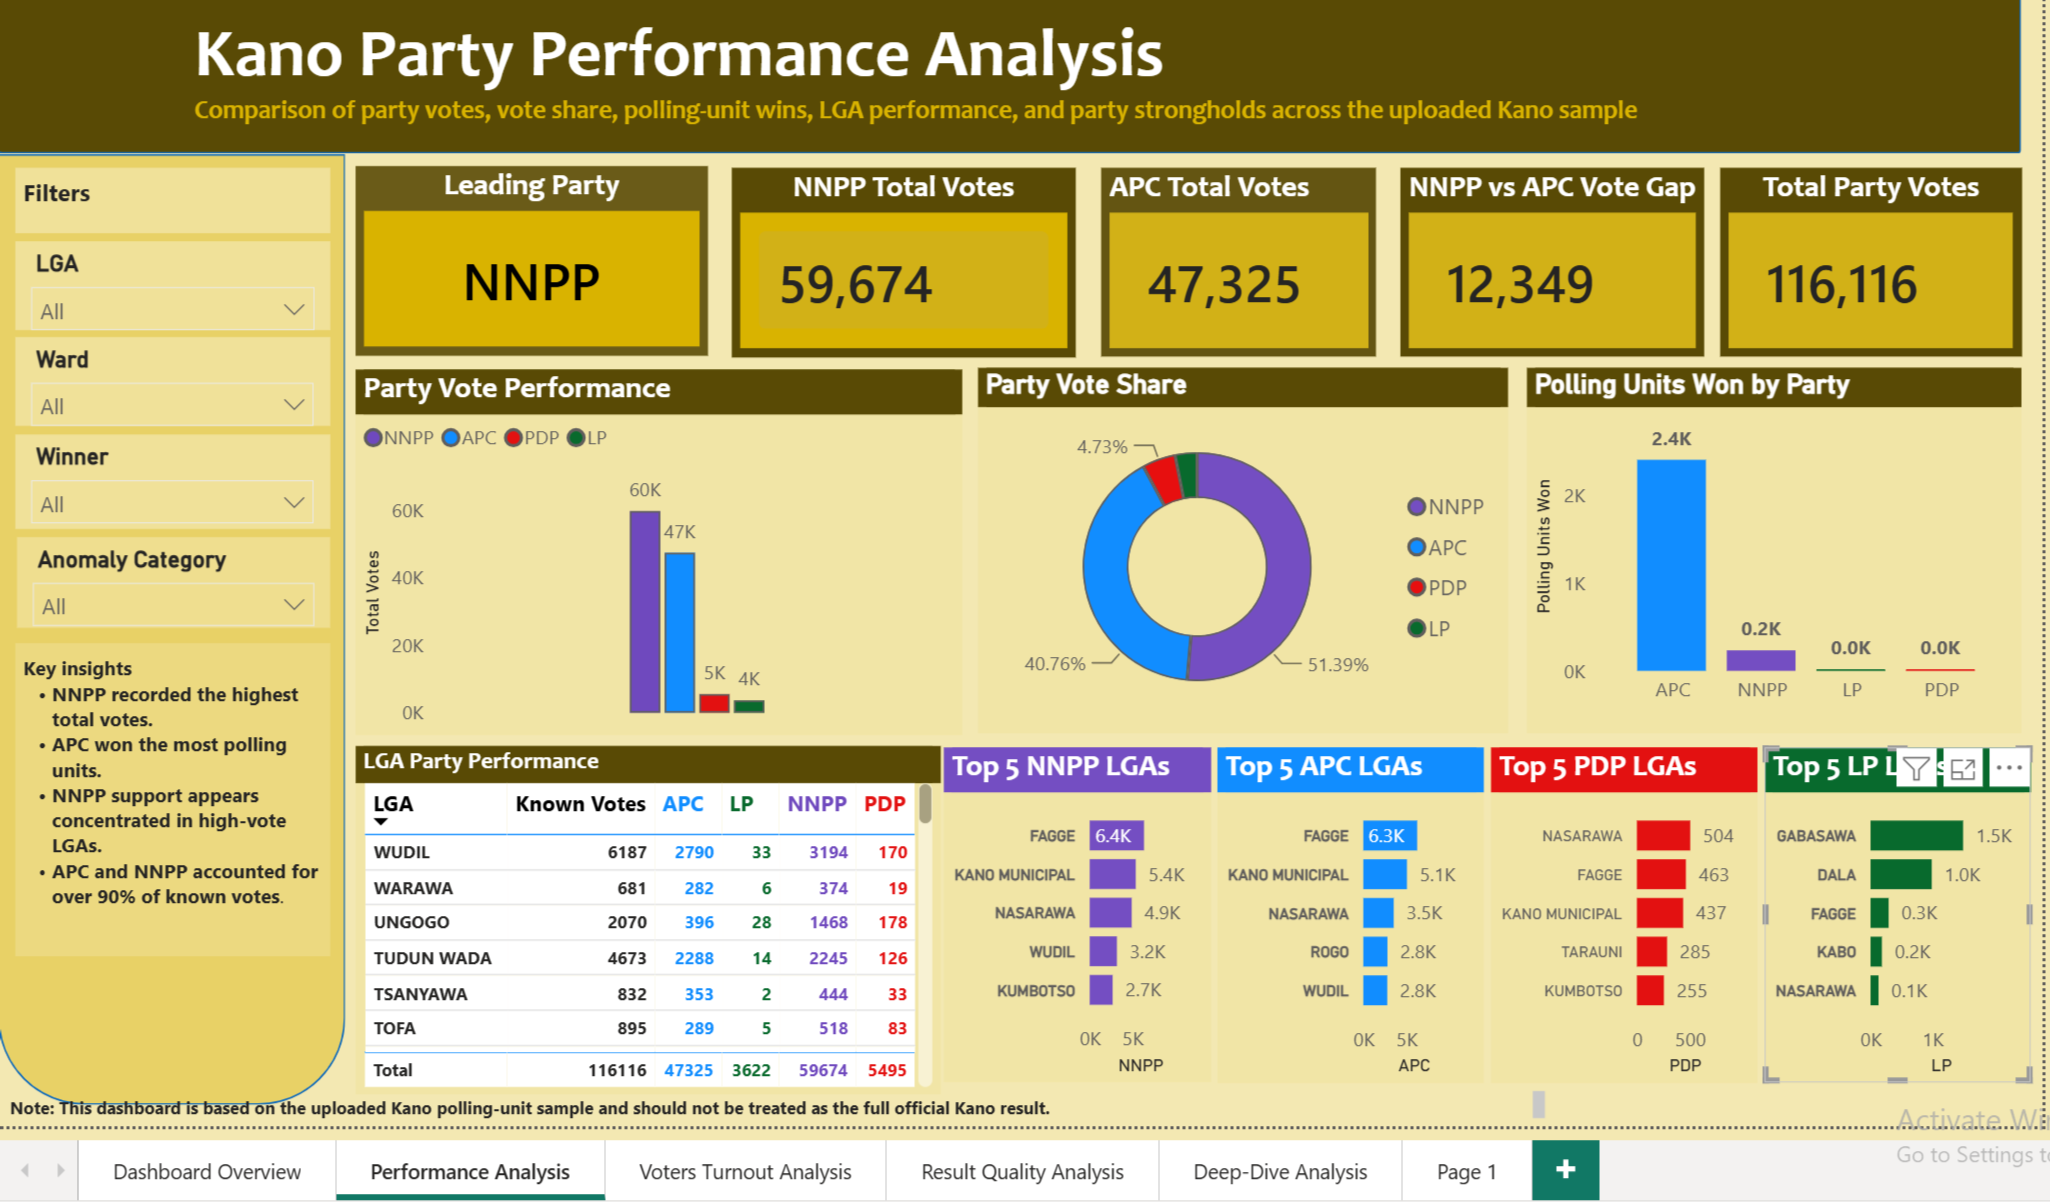 Kano Party Performance Analysis
Comparison of party votes, vote share, polling-unit wins, LGA performance, and party strongholds across the uploaded Kano sample
Filters
LGA
All
Ward
All
Winner
All
Anomaly Category
All
Key insights
• NNPP recorded the highest
total votes.
• APC won the most polling
units.
• NNPP support appears
concentrated in high-vote
LGAs.
• APC and NNPP accounted for
over 90% of known votes.
Leading Party
NNPP
NNPP Total Votes
59,674
APC Total Votes
47,325
NNPP vs APC Vote Gap
12,349
Total Party Votes
116,116
Party Vote Performance
NNPP APC PDP LP
Total Votes
60K
40K
20K
0K
60K
47K
5K
4K
Party Vote Share
4.73%
40.76%
51.39%
NNPP
APC
PDP
LP
Polling Units Won by Party
Polling Units Won
2K
1K
0K
2.4K
0.2K
0.0K
0.0K
APC NNPP LP PDP
LGA Party Performance
LGA Known Votes APC LP NNPP PDP
WUDIL 6187 2790 33 3194 170
WARAWA 681 282 6 374 19
UNGOGO 2070 396 28 1468 178
TUDUN WADA 4673 2288 14 2245 126
TSANYAWA 832 353 2 444 33
TOFA 895 289 5 518 83
Total 116116 47325 3622 59674 5495
Top 5 NNPP LGAs
FAGGE 6.4K
KANO MUNICIPAL 5.4K
NASARAWA 4.9K
WUDIL 3.2K
KUMBOTSO 2.7K
0K 5K
NNPP
Top 5 APC LGAs
FAGGE 6.3K
KANO MUNICIPAL 5.1K
NASARAWA 3.5K
ROGO 2.8K
WUDIL 2.8K
0K 5K
APC
Top 5 PDP LGAs
NASARAWA 504
FAGGE 463
KANO MUNICIPAL 437
TARAUNI 285
KUMBOTSO 255
0 500
PDP
Top 5 LP L s
GABASAWA 1.5K
DALA 1.0K
FAGGE 0.3K
KABO 0.2K
NASARAWA 0.1K
0K 1K
LP
Note: This dashboard is based on the uploaded Kano polling-unit sample and should not be treated as the full official Kano result.
Activate Wi
Go to Settings t
Dashboard Overview
Performance Analysis
Voters Turnout Analysis
Result Quality Analysis
Deep-Dive Analysis
Page 1
+